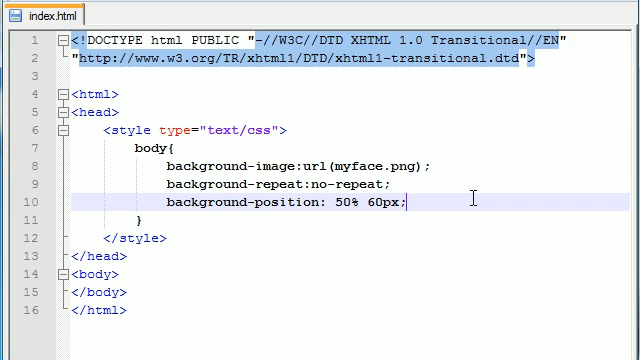 index.html
1 <!DOCTYPE html PUBLIC "-//W3C//DTD XHTML 1.0 Transitional//EN"
2 "http://www.w3.org/TR/xhtml1/DTD/xhtml1-transitional.dtd">
3
4 <html>
5 <head>
6 <style type="text/css">
7 body{
8 background-image:url(myface.png);
9 background-repeat:no-repeat;
10 background-position: 50% 60px;
11 }
12 </style>
13 </head>
14 <body>
15 </body>
16 </html>